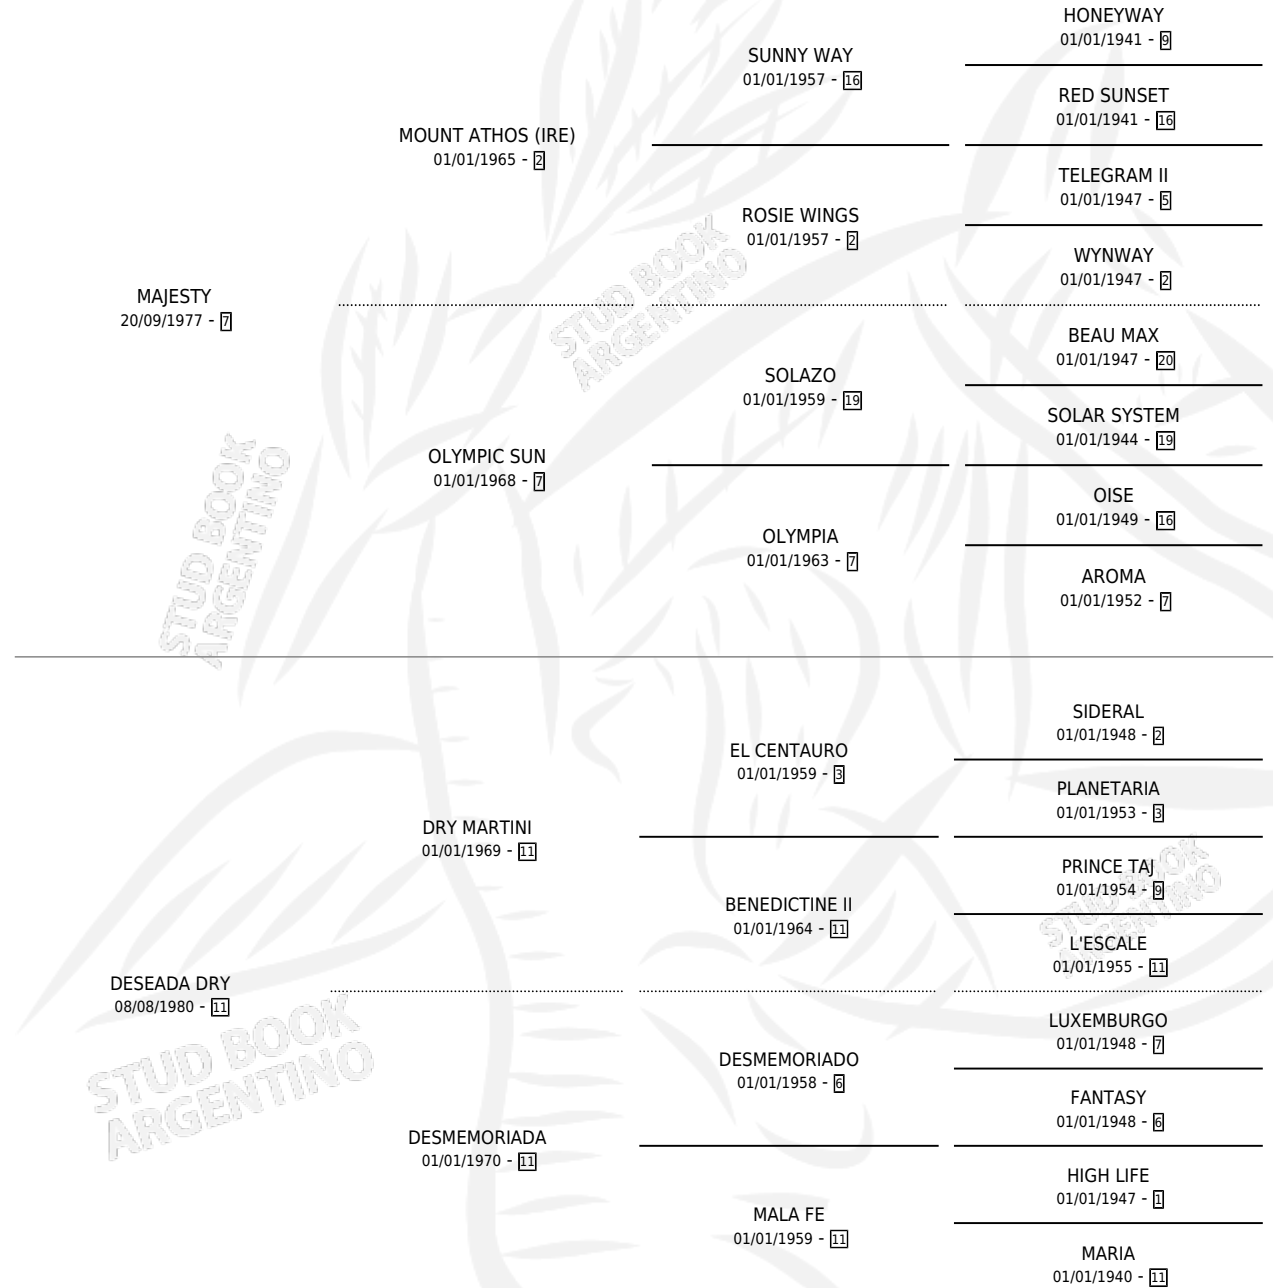 HONEYWAY
01/01/1941 - 9
SUNNY WAY
01/01/1957 - 16
RED SUNSET
01/01/1941 - 16
MOUNT ATHOS (IRE)
01/01/1965 - 2
TELEGRAM II
01/01/1947 - 5
ROSIE WINGS
01/01/1957 - 2
WYNWAY
01/01/1947 - 2
MAJESTY
20/09/1977 - 7
STUD BOOK
ARGENTINO
BEAU MAX
01/01/1947 - 20
SOLAZO
01/01/1959 - 19
SOLAR SYSTEM
01/01/1944 - 19
OLYMPIC SUN
01/01/1968 - 7
OISE
01/01/1949 - 16
OLYMPIA
01/01/1963 - 7
AROMA
01/01/1952 - 7
STUD BOOK
ARGENTINO
SIDERAL
01/01/1948 - 2
EL CENTAURO
01/01/1959 - 3
PLANETARIA
01/01/1953 - 3
DRY MARTINI
01/01/1969 - 11
PRINCE TAJ
01/01/1954 - 9
BENEDICTINE II
01/01/1964 - 11
L'ESCALE
01/01/1955 - 11
STUD BOOK
ARGENTINO
DESEADA DRY
08/08/1980 - 11
LUXEMBURGO
01/01/1948 - 7
DESMEMORIADO
01/01/1958 - 6
FANTASY
01/01/1948 - 6
STUD BOOK
ARGENTINO
DESMEMORIADA
01/01/1970 - 11
HIGH LIFE
01/01/1947 - 1
MALA FE
01/01/1959 - 11
MARIA
01/01/1940 - 11